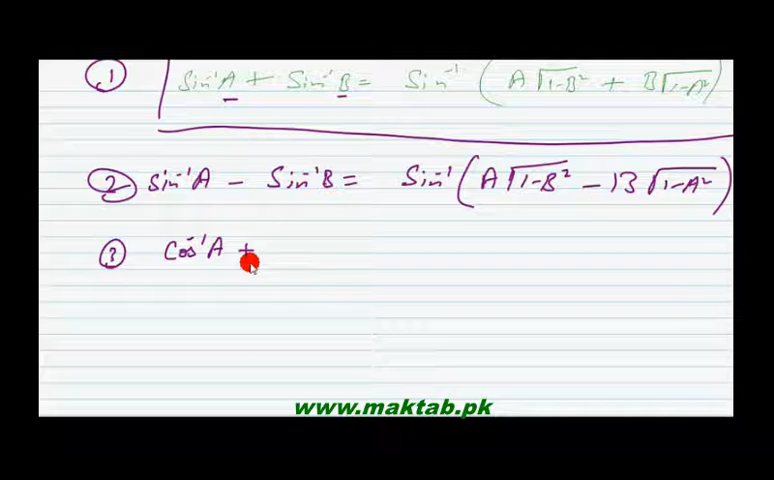 ① Sin⁻¹A + Sin⁻¹B = Sin⁻¹(A√1-B² + B√1-A²)
② Sin⁻¹A - Sin⁻¹B = Sin⁻¹(A√1-B² - B√1-A²)
③ Cos⁻¹A +
www.maktab.pk